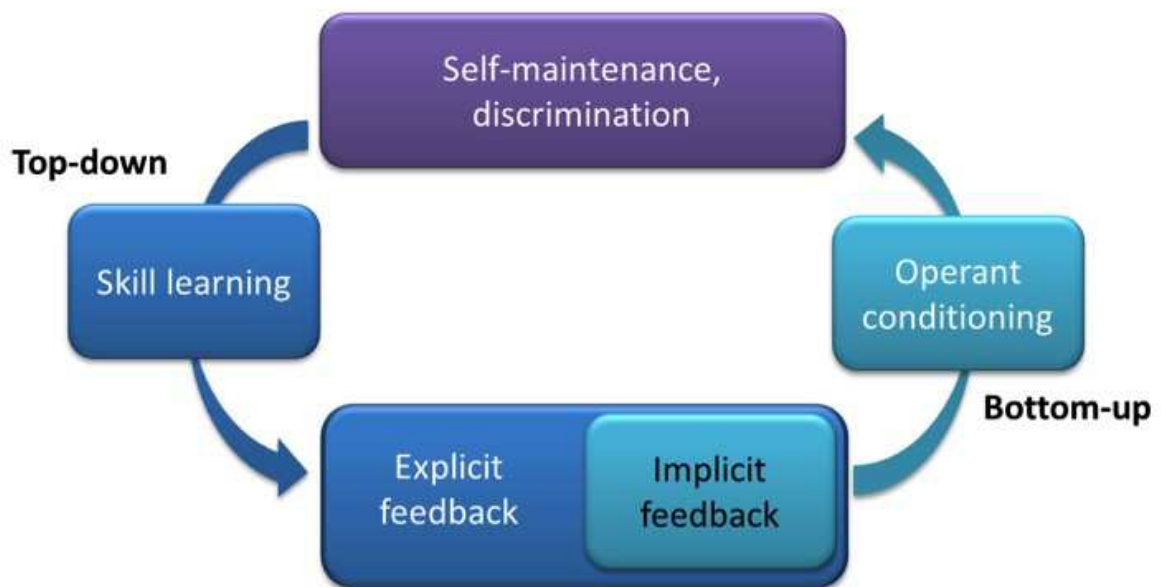 Self-maintenance,
discrimination
Top-down
Skill learning
Operant
conditioning
Bottom-up
Explicit
feedback
Implicit
feedback